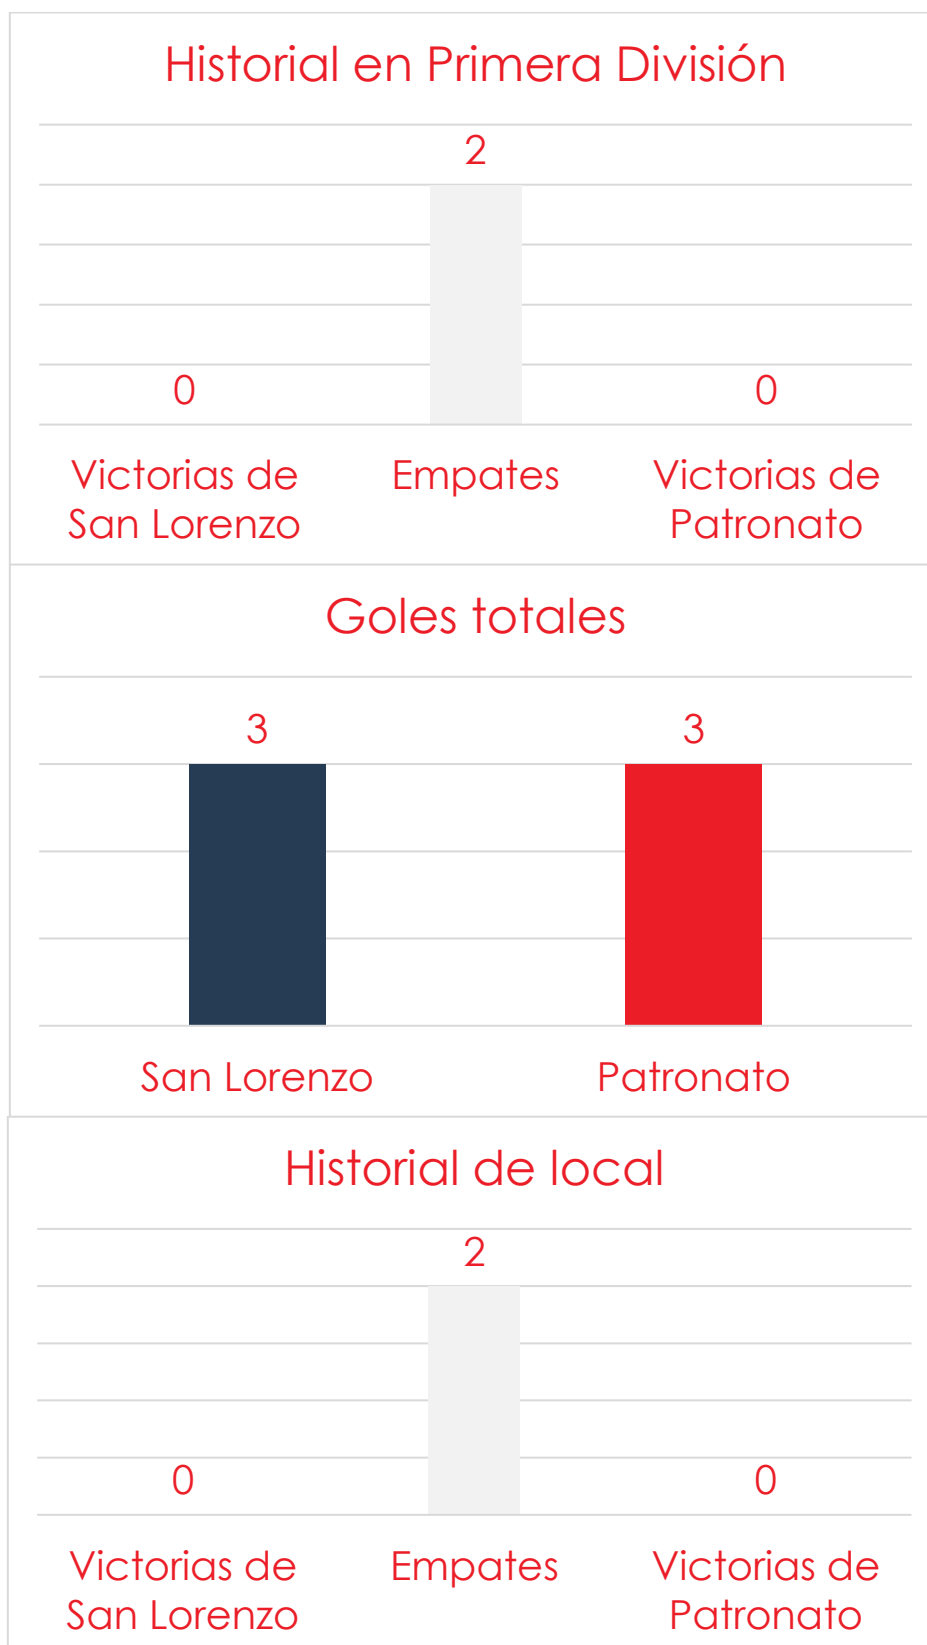 Historial en Primera División
2
0
0
Victorias de
San Lorenzo
Empates
Victorias de
Patronato
Goles totales
3
3
San Lorenzo
Patronato
Historial de local
2
0
0
Victorias de
San Lorenzo
Empates
Victorias de
Patronato